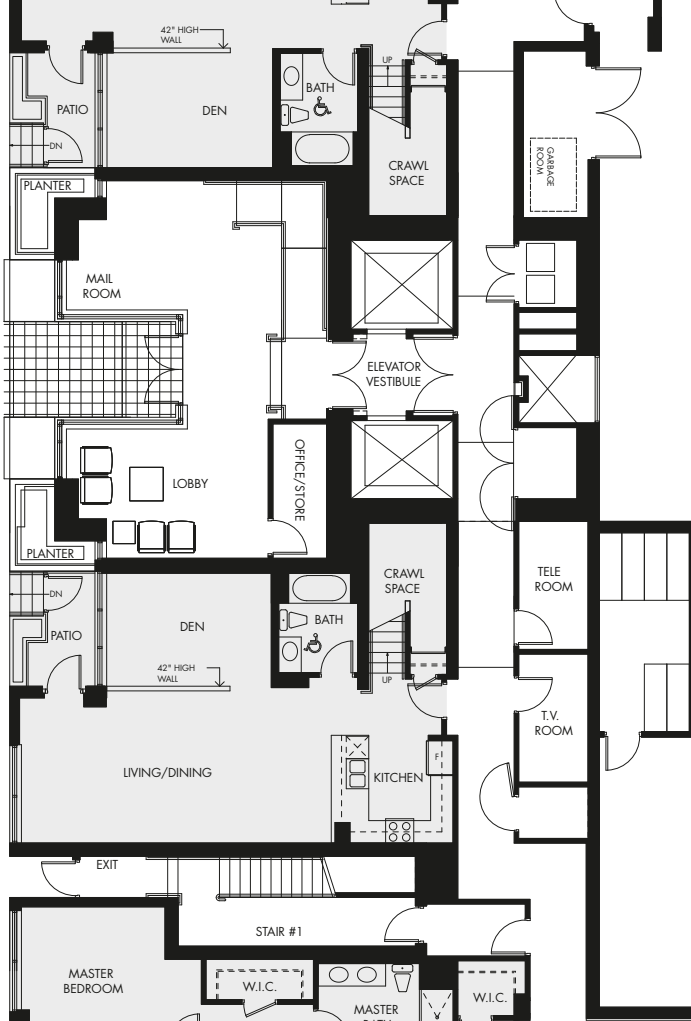 42" HIGH
WALL
UP
BATH
PATIO
DEN
DN
CRAWL
SPACE
GARBAGE
ROOM
PLANTER
MAIL
ROOM
ELEVATOR
VESTIBULE
OFFICE/STORE
LOBBY
PLANTER
CRAWL
SPACE
TELE
ROOM
DN
DEN
BATH
PATIO
42" HIGH
WALL
UP
T.V.
ROOM
F
LIVING/DINING
KITCHEN
EXIT
STAIR #1
MASTER
BEDROOM
W.I.C.
W.I.C.
MASTER